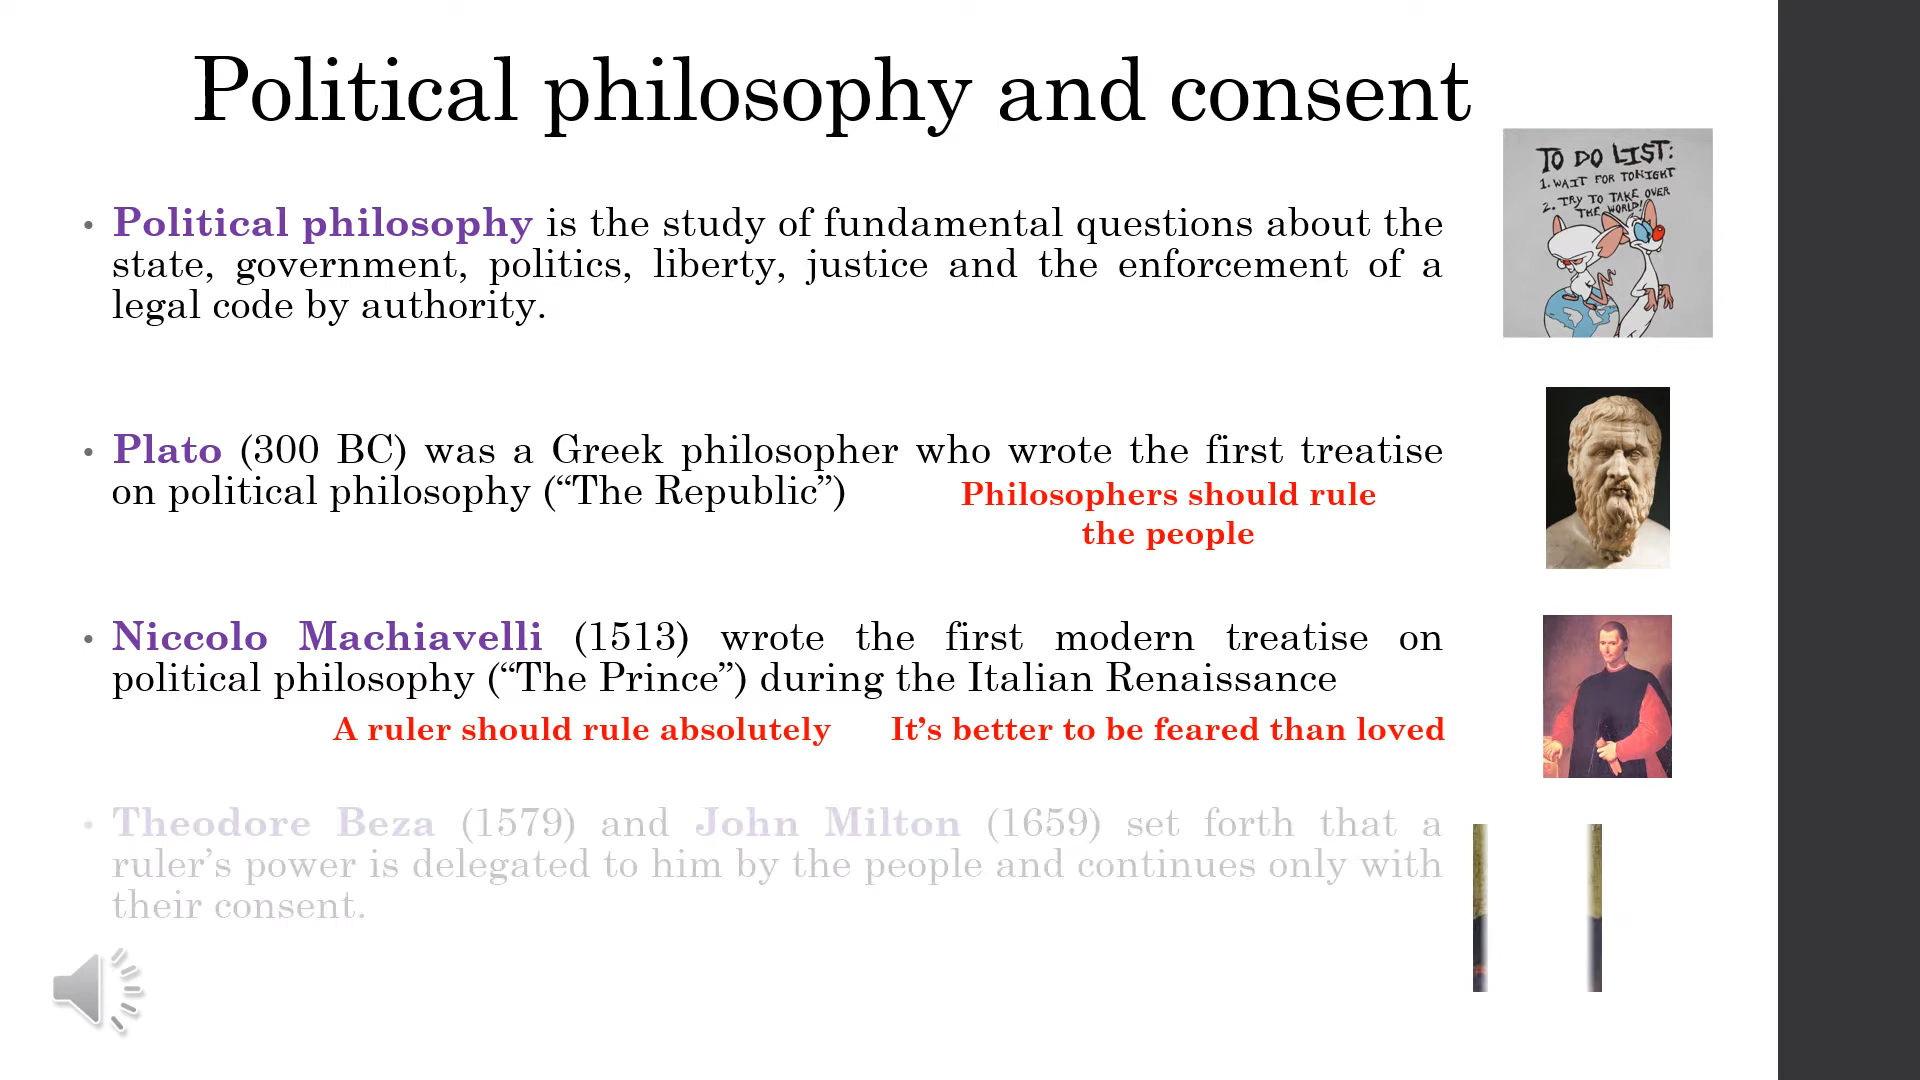 Political philosophy and consent
TO DO LIST:
1. WAIT FOR TONIGHT
2. TRY TO TAKE OVER
THE WORLD!
• Political philosophy is the study of fundamental questions about the
state, government, politics, liberty, justice and the enforcement of a
legal code by authority.
• Plato (300 BC) was a Greek philosopher who wrote the first treatise
on political philosophy (“The Republic”)
Philosophers should rule
the people
• Niccolo Machiavelli (1513) wrote the first modern treatise on
political philosophy (“The Prince”) during the Italian Renaissance
A ruler should rule absolutely
It’s better to be feared than loved
• Theodore Beza (1579) and John Milton (1659) set forth that a
ruler’s power is delegated to him by the people and continues only with
their consent.